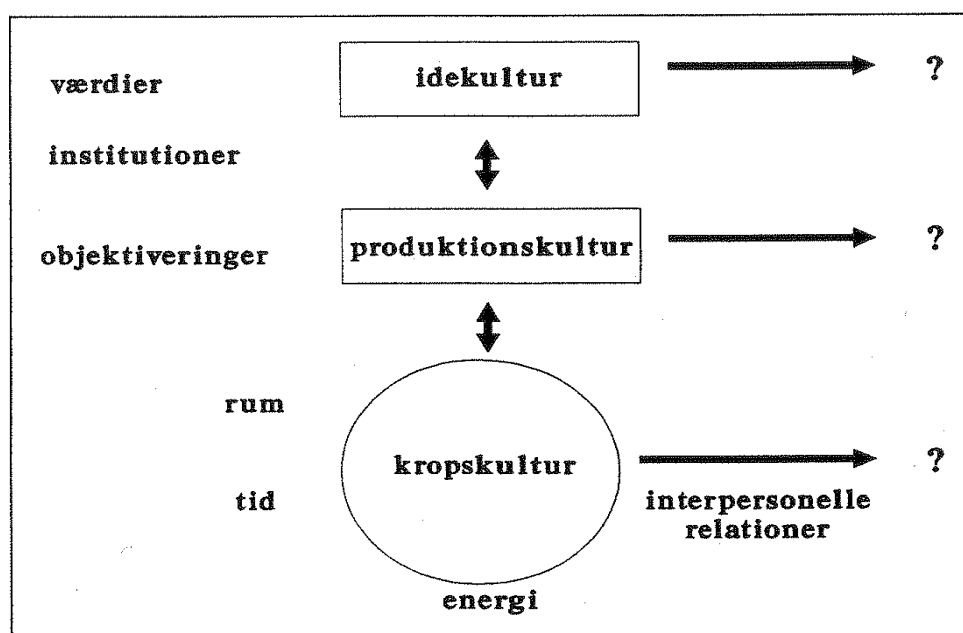 værdier
idekultur
?
institutioner
objektiveringer
produktionskultur
?
rum
kropskultur
?
tid
interpersonelle
relationer
energi